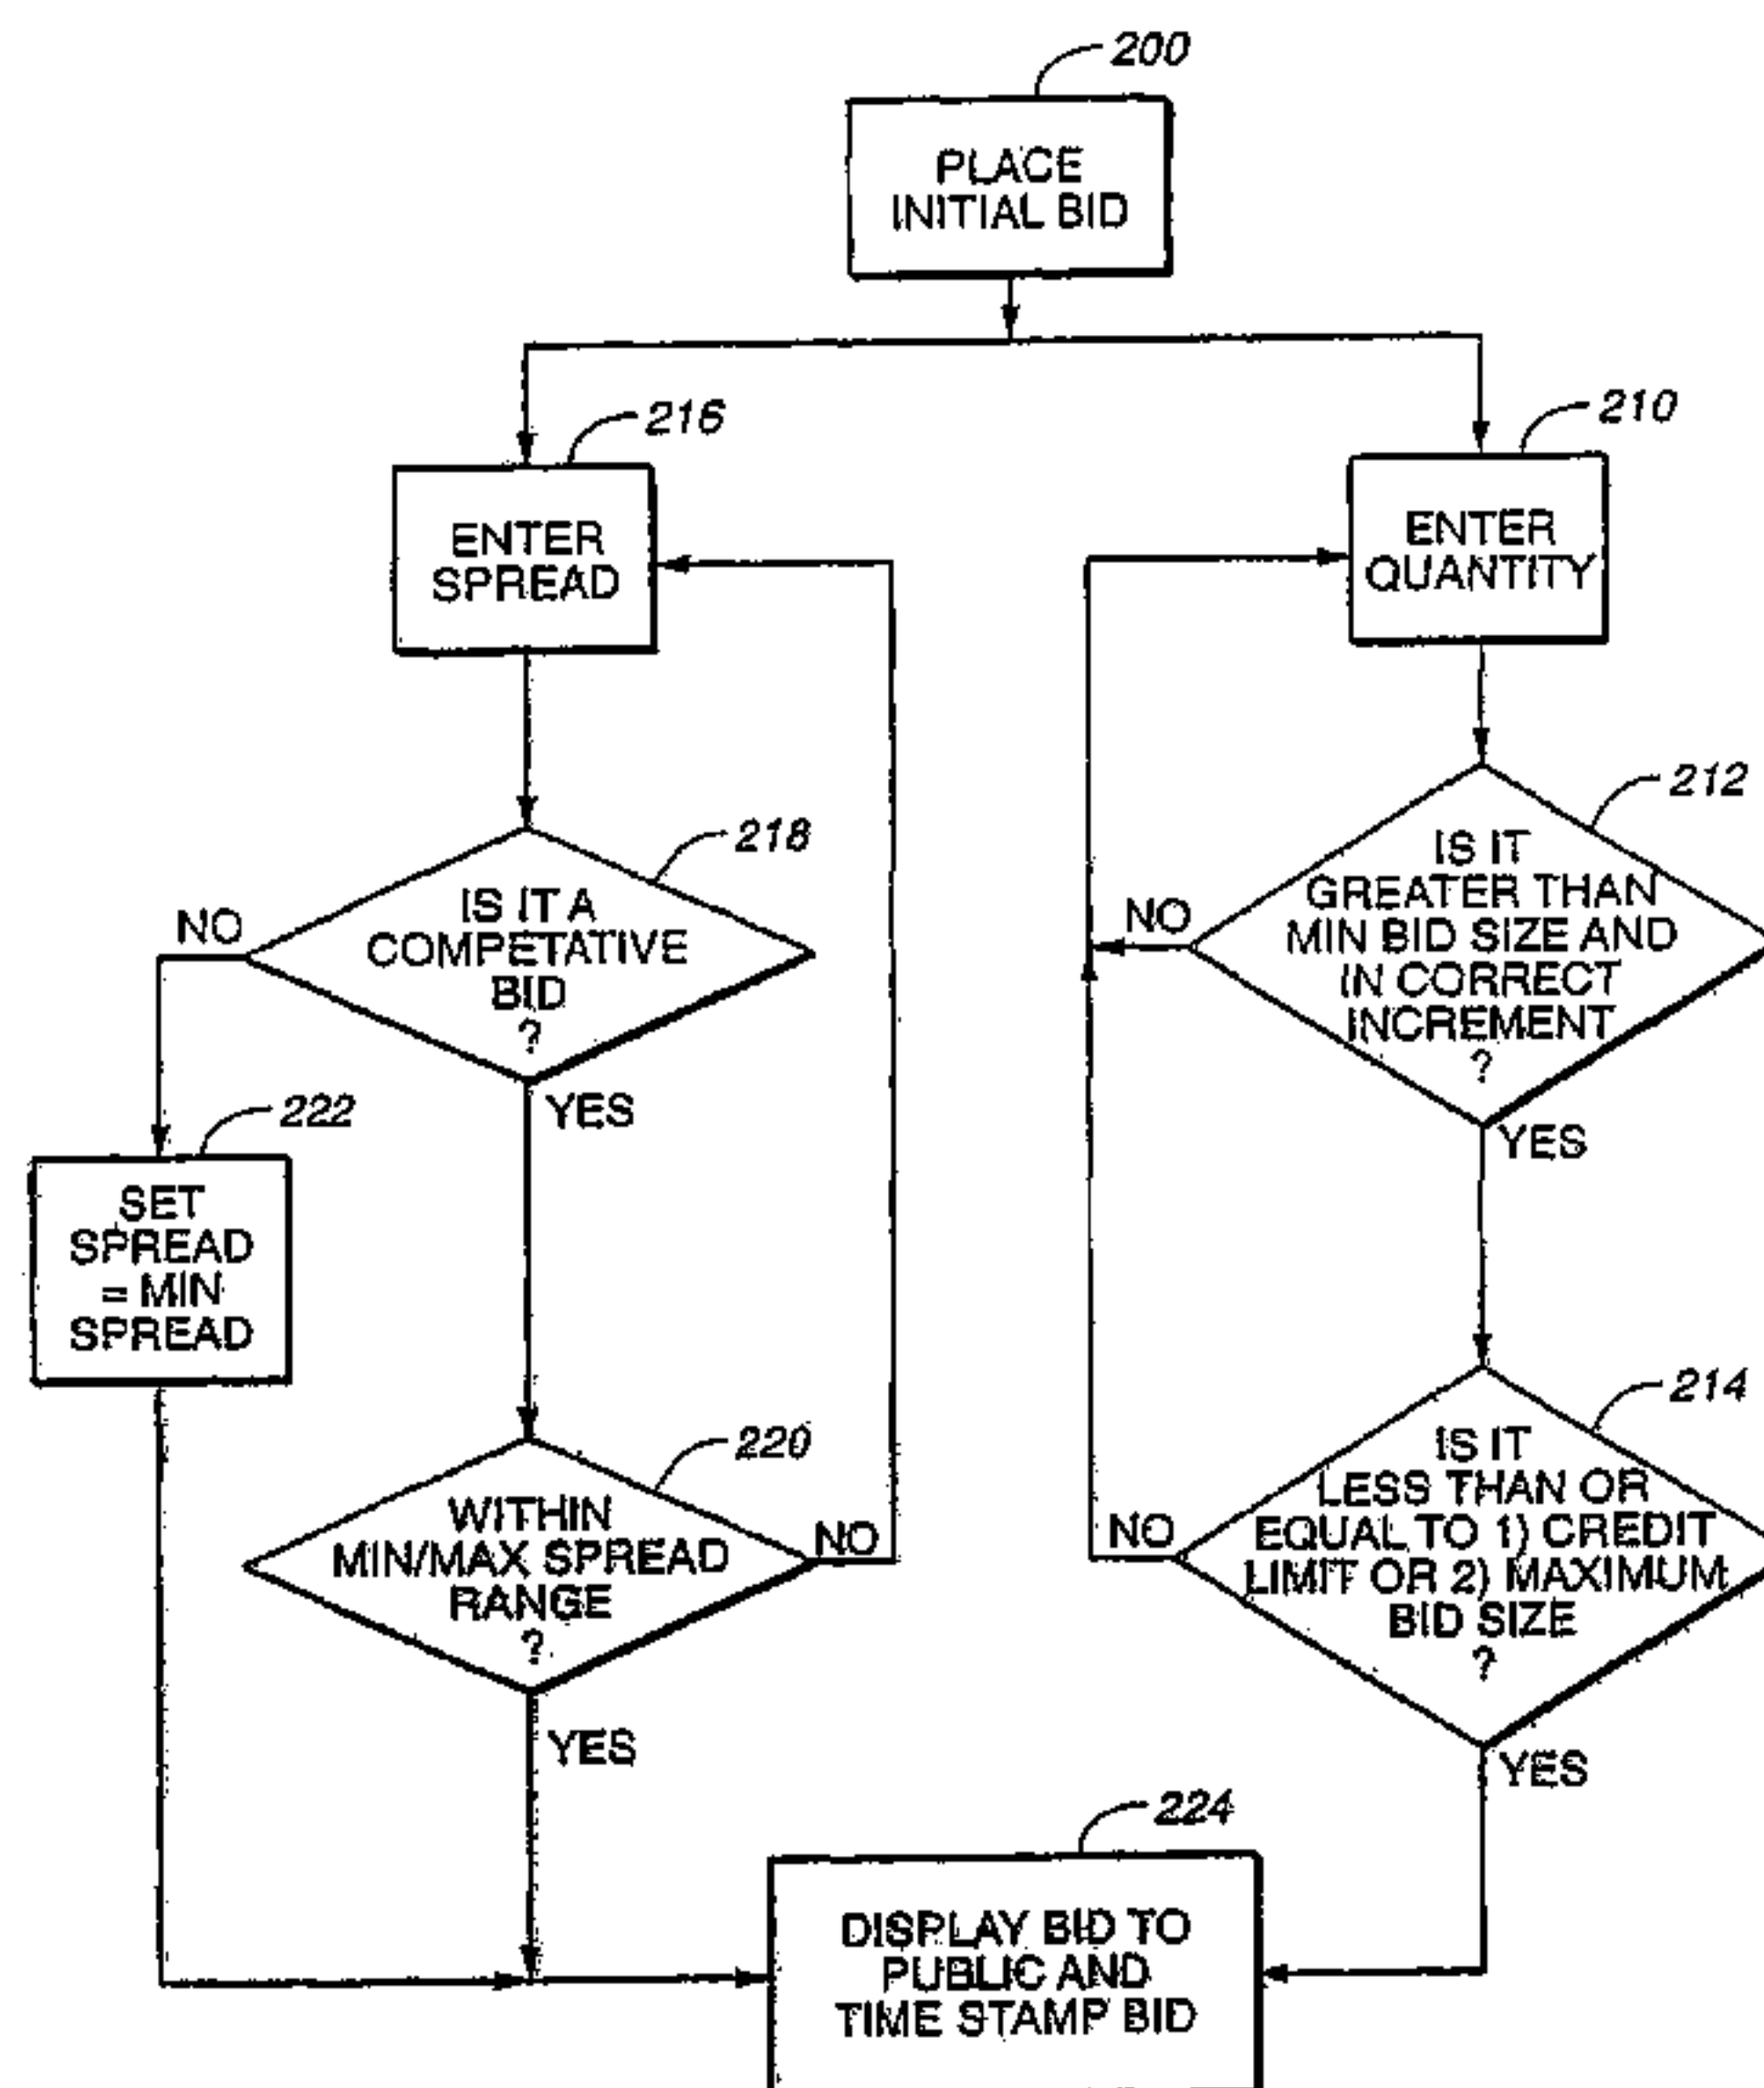 200
PLACE
INITIAL BID
216
ENTER
SPREAD
210
ENTER
QUANTITY
218
IS IT A
COMPETATIVE
BID
?
NO
YES
212
IS IT
GREATER THAN
MIN BID SIZE AND
IN CORRECT
INCREMENT
?
NO
YES
222
SET
SPREAD
= MIN
SPREAD
220
WITHIN
MIN/MAX SPREAD
RANGE
?
NO
YES
214
IS IT
LESS THAN OR
EQUAL TO 1) CREDIT
LIMIT OR 2) MAXIMUM
BID SIZE
?
NO
YES
224
DISPLAY BID TO
PUBLIC AND
TIME STAMP BID